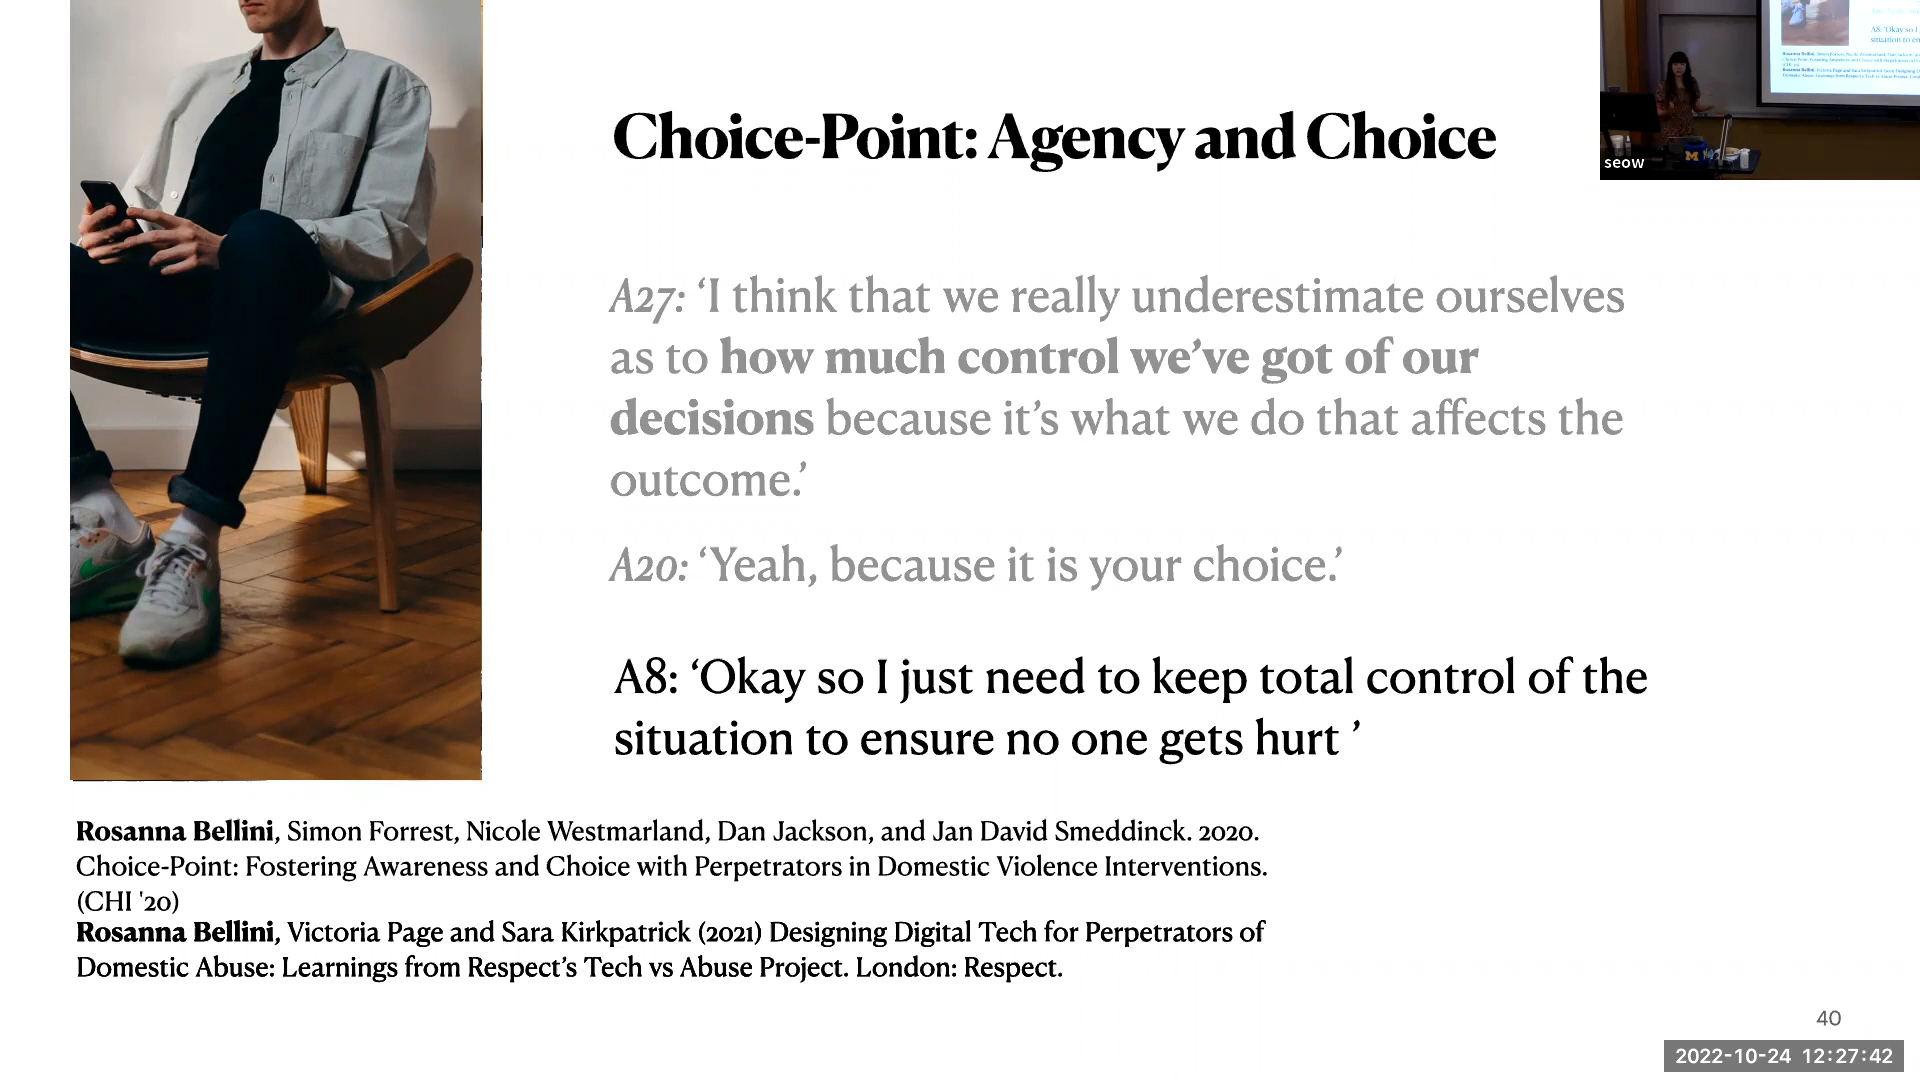 Choice-Point: Agency and Choice
A27: ‘I think that we really underestimate ourselves
as to how much control we’ve got of our
decisions because it’s what we do that affects the
outcome.’
A20: ‘Yeah, because it is your choice.’
A8: ‘Okay so I just need to keep total control of the
situation to ensure no one gets hurt ’
Rosanna Bellini, Simon Forrest, Nicole Westmarland, Dan Jackson, and Jan David Smeddinck. 2020.
Choice-Point: Fostering Awareness and Choice with Perpetrators in Domestic Violence Interventions.
(CHI '20)
Rosanna Bellini, Victoria Page and Sara Kirkpatrick (2021) Designing Digital Tech for Perpetrators of
Domestic Abuse: Learnings from Respect’s Tech vs Abuse Project. London: Respect.
40
2022-10-24 12:27:42
seow
M
A8: ‘Okay so I
situation to en